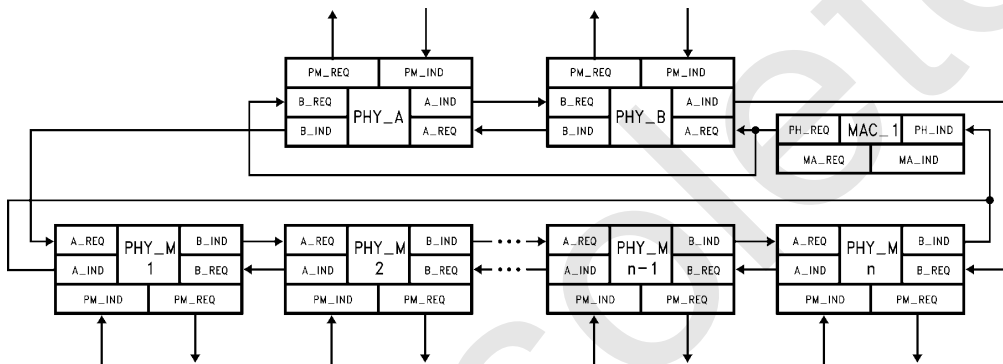 PM_REQ PM_IND PM_REQ PM_IND
B_REQ PHY_A A_IND B_REQ PHY_B A_IND
B_IND A_REQ B_IND A_REQ
PH_REQ MAC_1 PH_IND
MA_REQ MA_IND
A_REQ PHY_M B_IND A_REQ PHY_M B_IND A_REQ PHY_M B_IND A_REQ PHY_M B_IND
A_IND 1 B_REQ A_IND 2 B_REQ A_IND n-1 B_REQ A_IND n B_REQ
PM_IND PM_REQ PM_IND PM_REQ PM_IND PM_REQ PM_IND PM_REQ